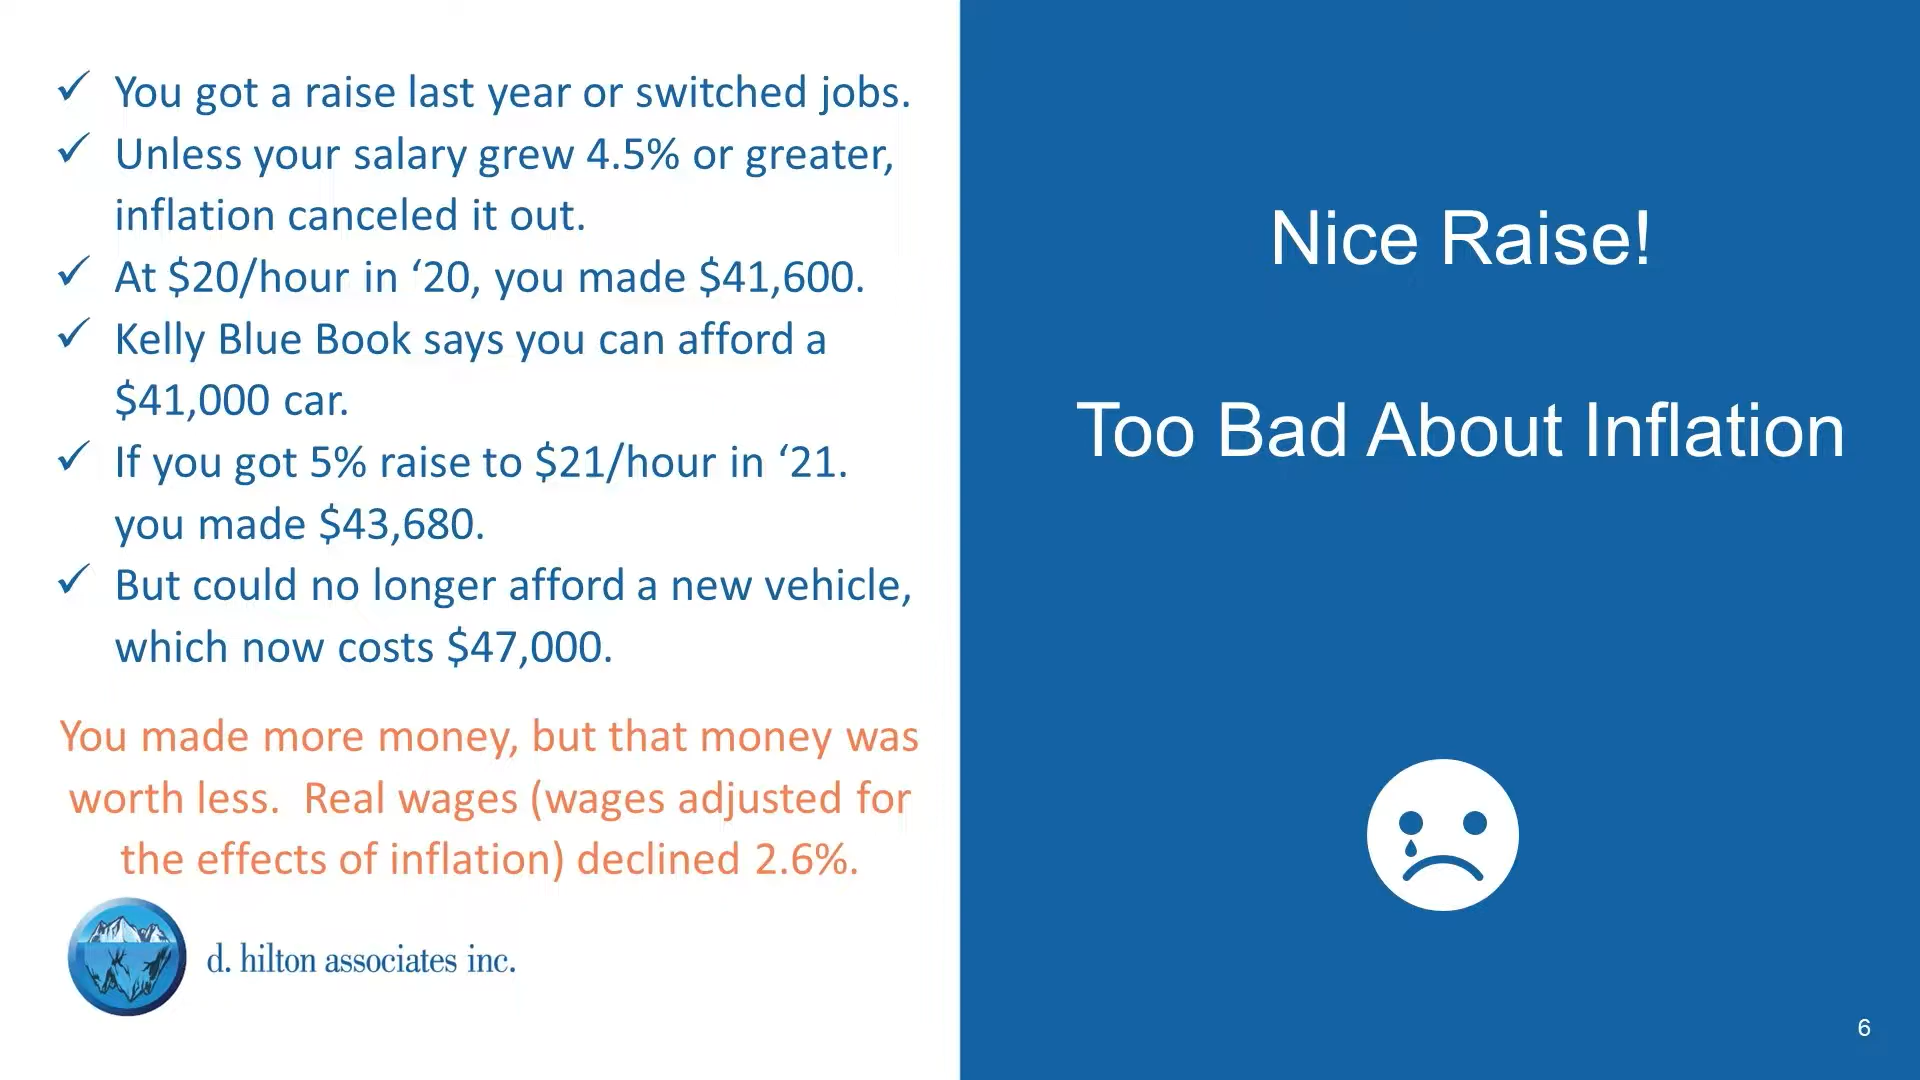 You got a raise last year or switched jobs.
Unless your salary grew 4.5% or greater,
inflation canceled it out.
At $20/hour in ‘20, you made $41,600.
Kelly Blue Book says you can afford a
$41,000 car.
If you got 5% raise to $21/hour in ‘21.
you made $43,680.
But could no longer afford a new vehicle,
which now costs $47,000.
You made more money, but that money was
worth less.  Real wages (wages adjusted for
the effects of inflation) declined 2.6%.
d. hilton associates inc.
Nice Raise!
Too Bad About Inflation
6